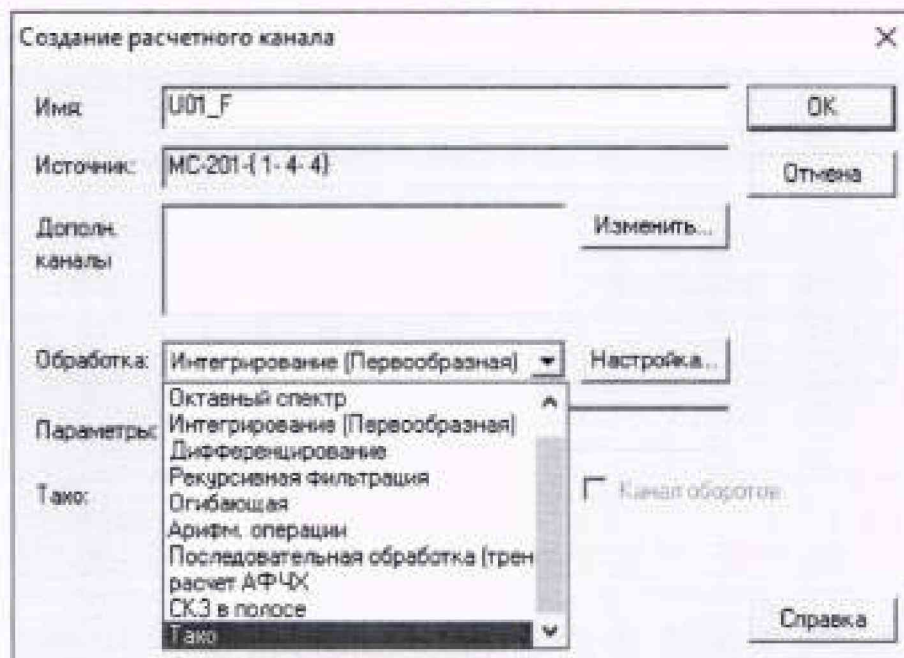 Создание расчетного канала
Имя: U01_F OK
Источник: MC-201-{ 1- 4- 4} Отмена
Дополн. каналы Изменить...
Обработка: Интегрирование (Первообразная) Настройка...
Октавный спектр
Параметры:
Интегрирование (Первообразная)
Дифференцирование
Рекурсивная фильтрация
Тахо:
Канал оборотов
Огибающая
Арифм. операции
Последовательная обработка (трен
расчет АФЧХ
СКЗ в полосе
Тахо
Справка